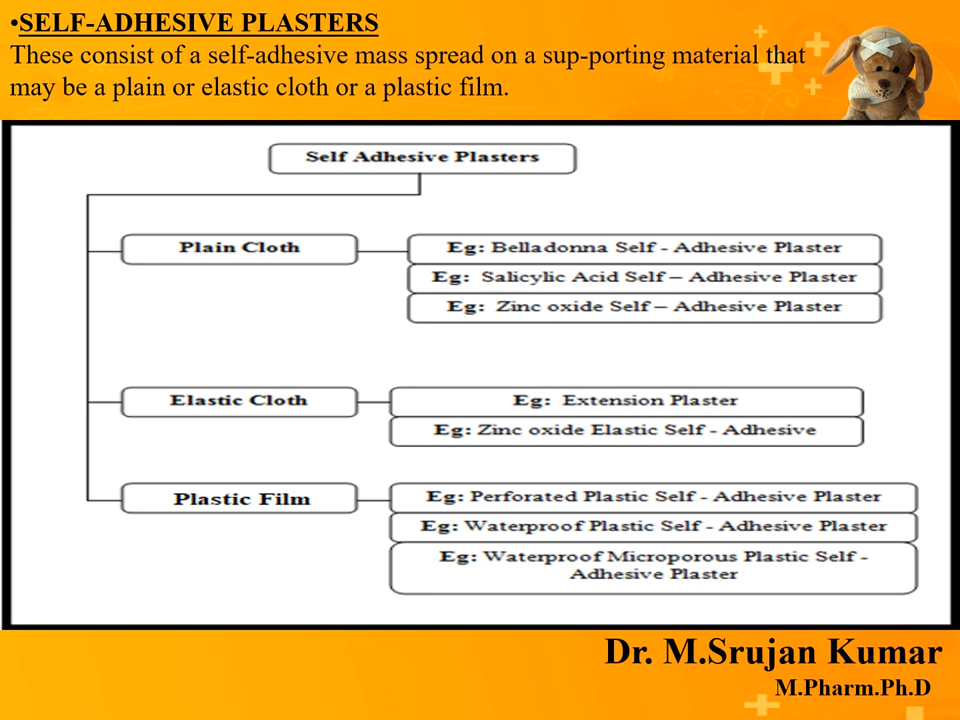 •SELF-ADHESIVE PLASTERS
These consist of a self-adhesive mass spread on a sup-porting material that
may be a plain or elastic cloth or a plastic film.
Self Adhesive Plasters
Plain Cloth
Eg: Belladonna Self - Adhesive Plaster
Eg: Salicylic Acid Self – Adhesive Plaster
Eg: Zinc oxide Self – Adhesive Plaster
Elastic Cloth
Eg: Extension Plaster
Eg: Zinc oxide Elastic Self - Adhesive
Plastic Film
Eg: Perforated Plastic Self - Adhesive Plaster
Eg: Waterproof Plastic Self - Adhesive Plaster
Eg: Waterproof Microporous Plastic Self -
Adhesive Plaster
Dr. M.Srujan Kumar
M.Pharm.Ph.D